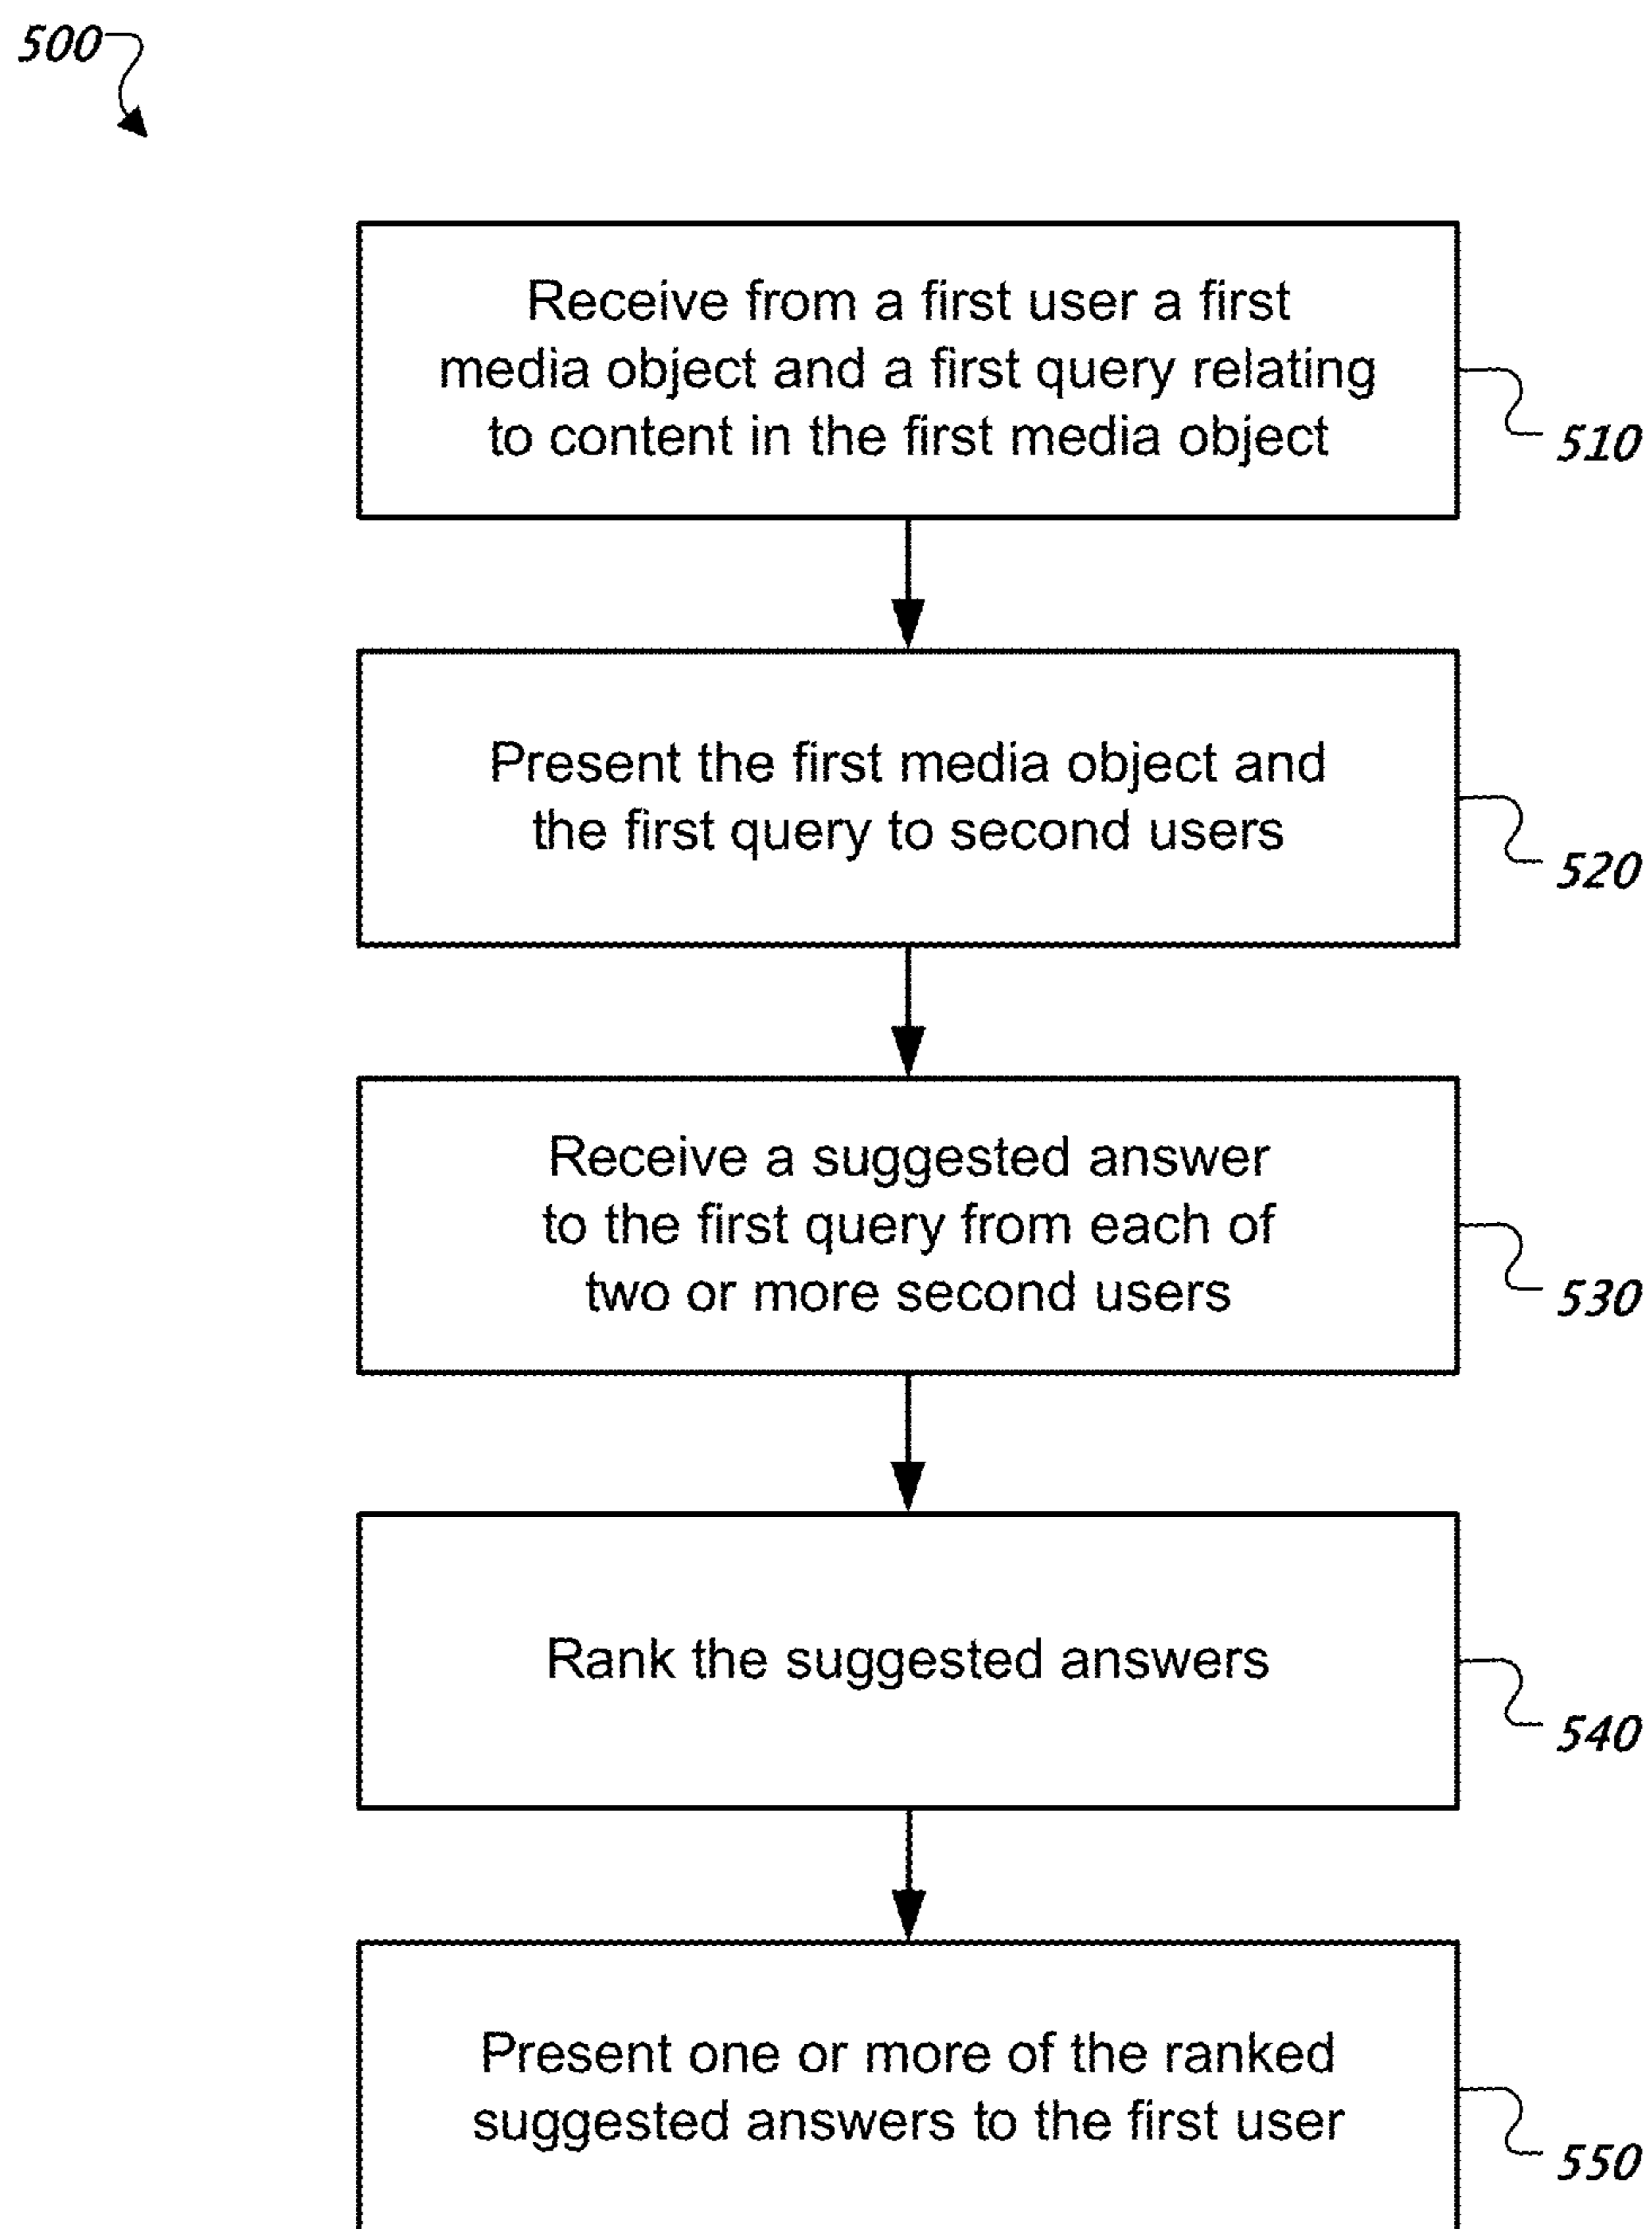 500
Receive from a first user a first
media object and a first query relating
to content in the first media object
510
Present the first media object and
the first query to second users
520
Receive a suggested answer
to the first query from each of
two or more second users
530
Rank the suggested answers
540
Present one or more of the ranked
suggested answers to the first user
550